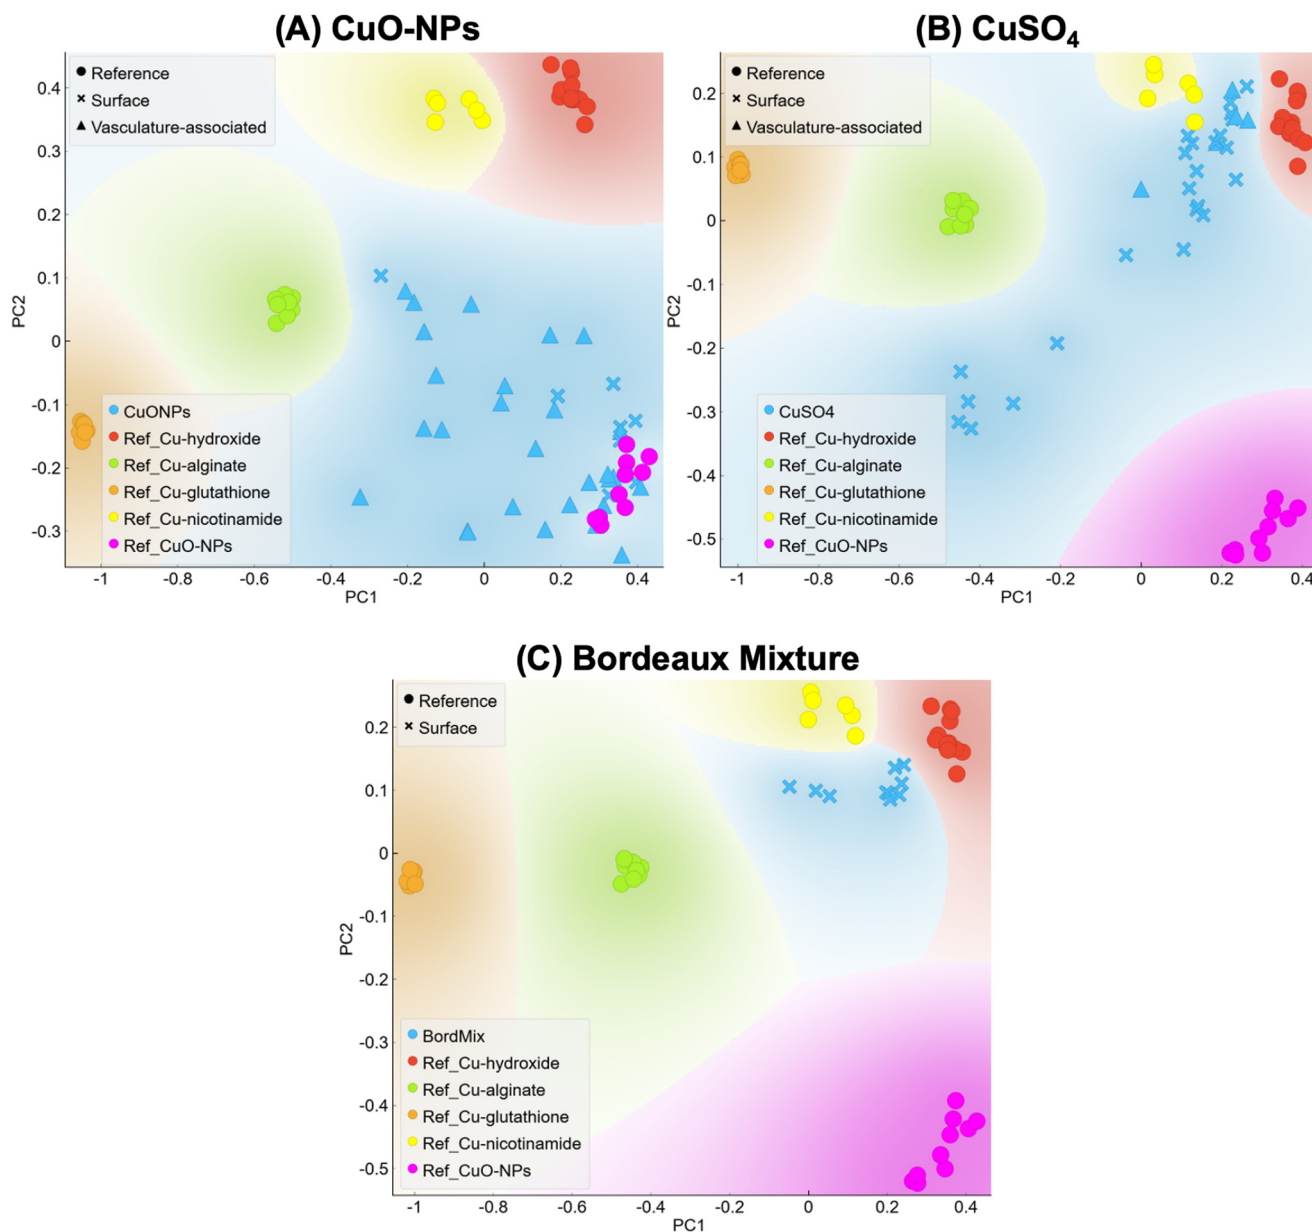 (A) CuO-NPs
Reference
Surface
Vasculature-associated
0.4
0.3
0.2
0.1
0
-0.1
-0.2
-0.3
PC2
CuONPs
Ref_Cu-hydroxide
Ref_Cu-alginate
Ref_Cu-glutathione
Ref_Cu-nicotinamide
Ref_CuO-NPs
-1 -0.8 -0.6 -0.4 -0.2 0 0.2 0.4
PC1
(B) CuSO₄
Reference
Surface
Vasculature-associated
0.2
0.1
0
-0.1
-0.2
-0.3
-0.4
-0.5
PC2
CuSO4
Ref_Cu-hydroxide
Ref_Cu-alginate
Ref_Cu-glutathione
Ref_Cu-nicotinamide
Ref_CuO-NPs
-1 -0.8 -0.6 -0.4 -0.2 0 0.2 0.4
PC1
(C) Bordeaux Mixture
Reference
Surface
0.2
0.1
0
-0.1
-0.2
-0.3
-0.4
-0.5
PC2
BordMix
Ref_Cu-hydroxide
Ref_Cu-alginate
Ref_Cu-glutathione
Ref_Cu-nicotinamide
Ref_CuO-NPs
-1 -0.8 -0.6 -0.4 -0.2 0 0.2 0.4
PC1